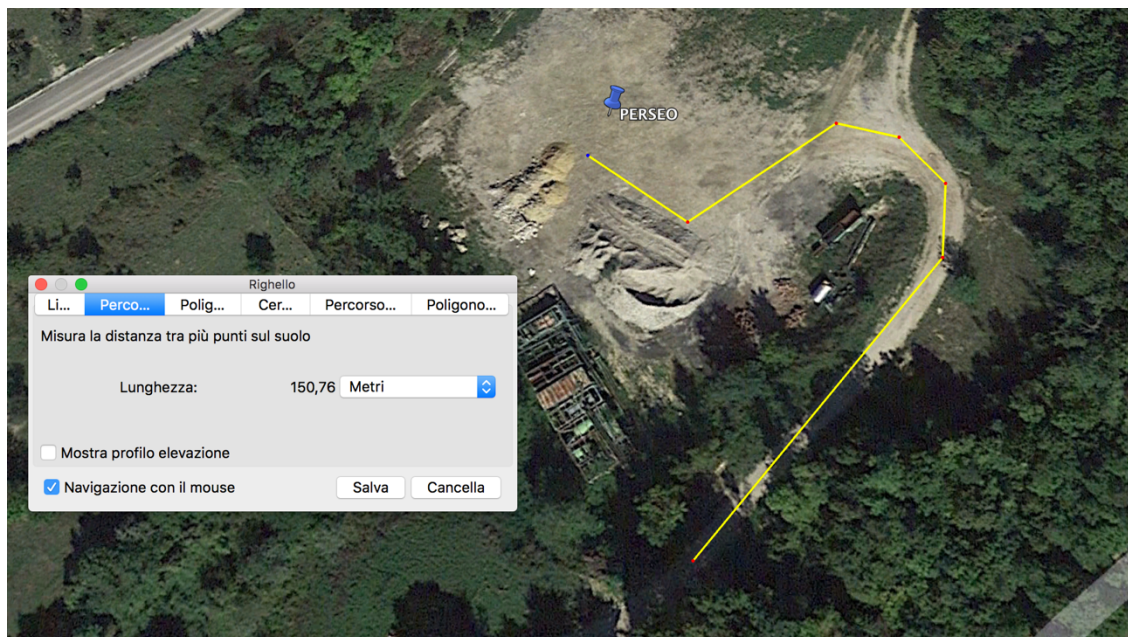 PERSEO
Righello
Li...
Perco...
Polig...
Cer...
Percorso...
Poligono...
Misura la distanza tra più punti sul suolo
Lunghezza: 150,76 Metri
Mostra profilo elevazione
Navigazione con il mouse Salva Cancella